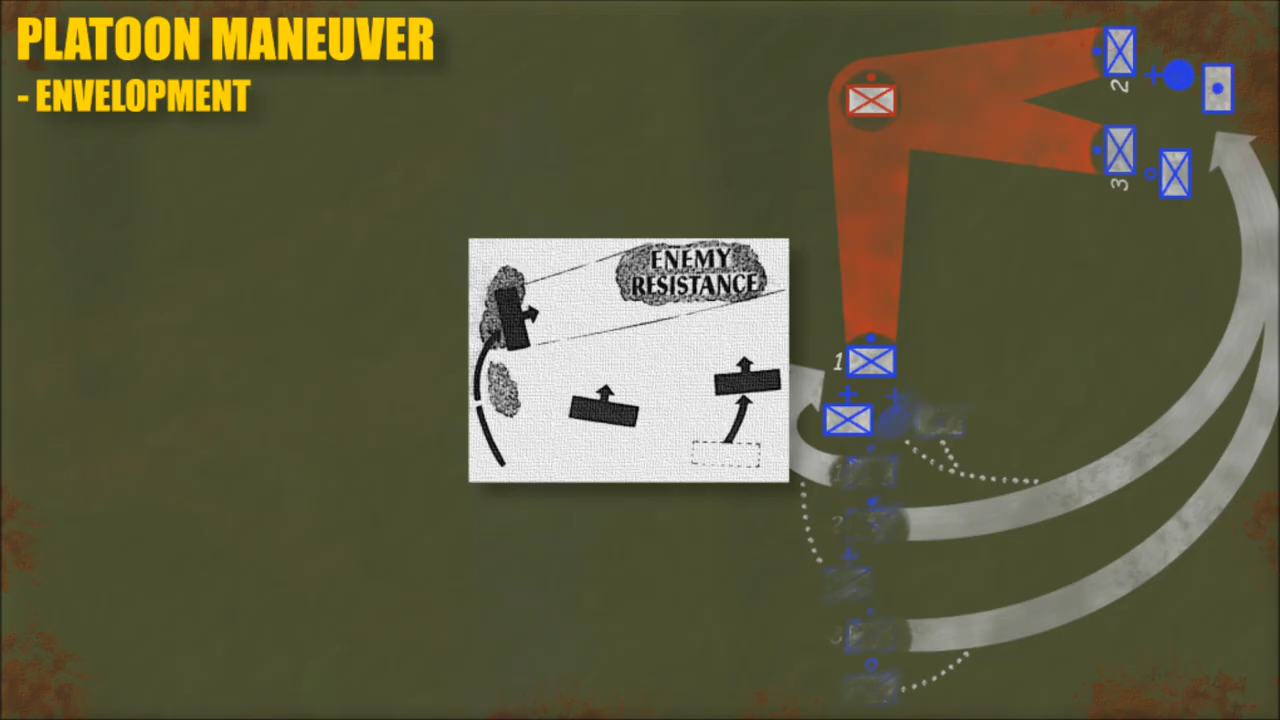 PLATOON MANEUVER
- ENVELOPMENT
2
3
ENEMY
RESISTANCE
1